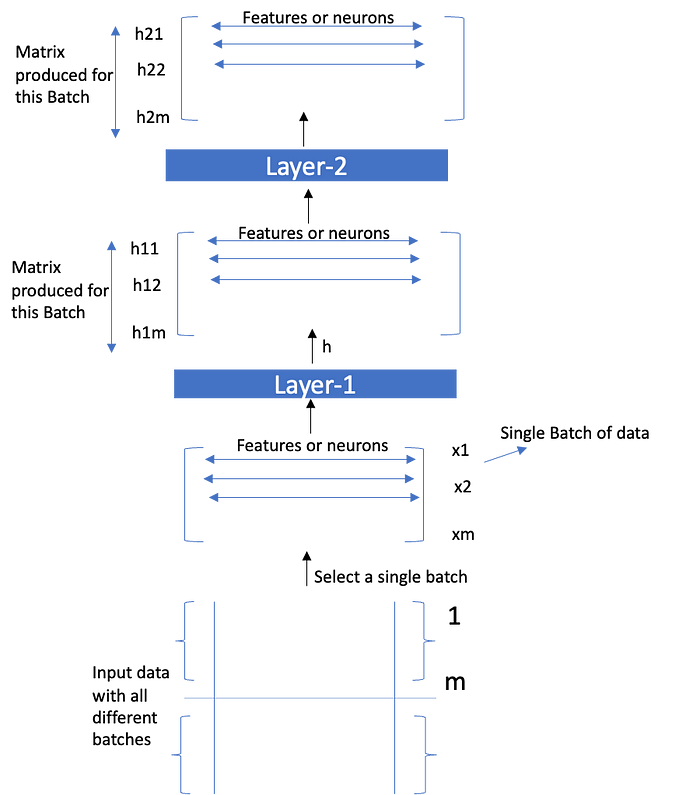 Features or neurons
h21
Matrix
produced for
this Batch
h22
h2m
Layer-2
Features or neurons
h11
Matrix
produced for
this Batch
h12
h1m
h
Layer-1
Single Batch of data
Features or neurons
x1
x2
xm
Select a single batch
1
m
Input data
with all
different
batches